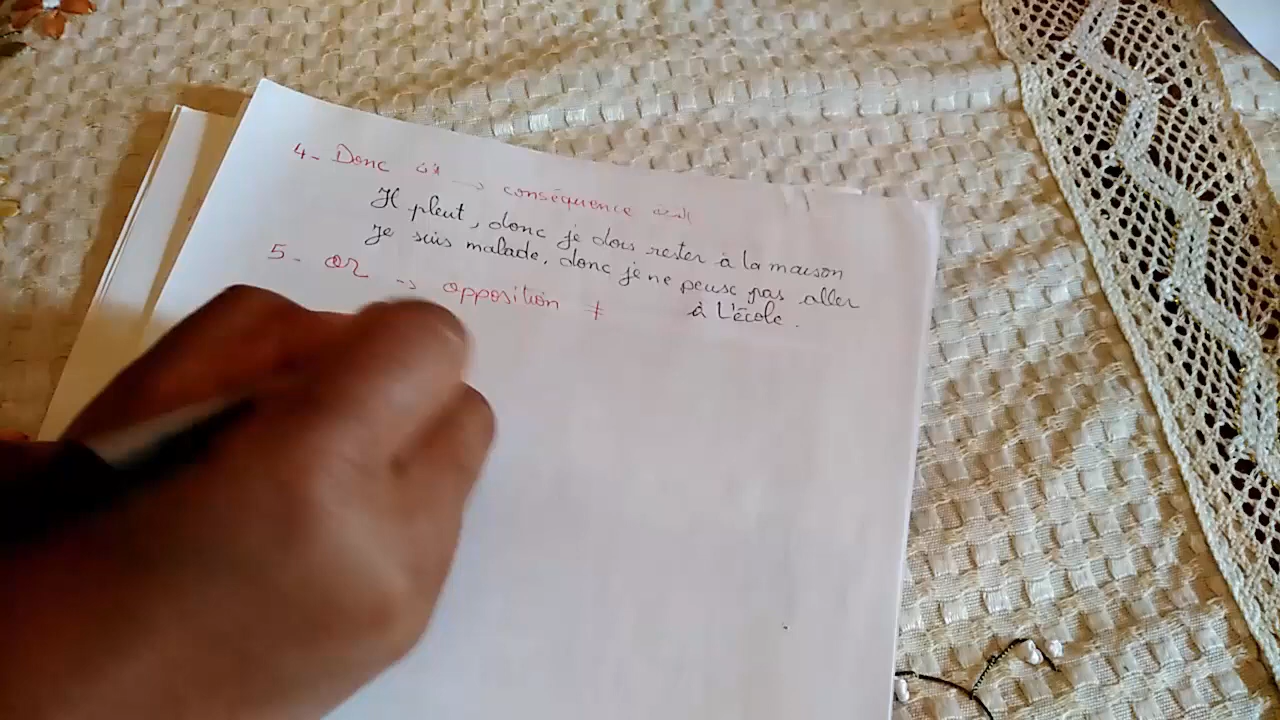 4- Donc إذن → conséquence
Il pleut, donc je dois rester à la maison
Je suis malade, donc je ne peux pas aller
à l'école.
5- or → opposition ≠